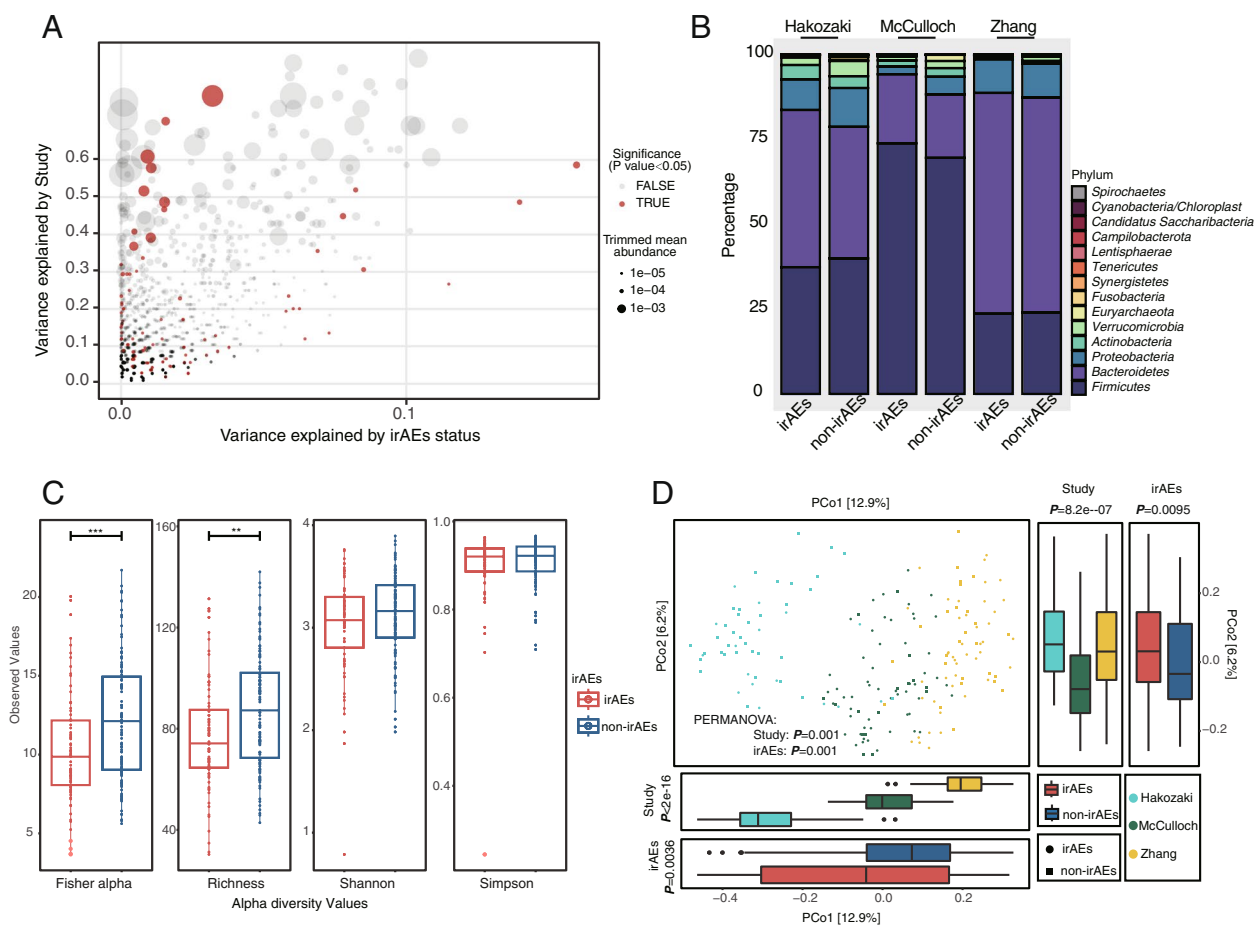 A
Variance explained by Study
0.6
0.5
0.4
0.3
0.2
0.1
0.0
0.0
0.1
Variance explained by irAEs status
Significance
(P value<0.05)
FALSE
TRUE
Trimmed mean
abundance
1e−05
1e−04
1e−03
B
Hakozaki
McCulloch
Zhang
Percentage
100
75
50
25
0
irAEs
non-irAEs
irAEs
non-irAEs
irAEs
non-irAEs
Phylum
Spirochaetes
Cyanobacteria/Chloroplast
Candidatus Saccharibacteria
Campilobacterota
Lentisphaerae
Tenericutes
Synergistetes
Fusobacteria
Euryarchaeota
Verrucomicrobia
Actinobacteria
Proteobacteria
Bacteroidetes
Firmicutes
C
Observed Values
20
15
10
5
***
Fisher alpha
160
120
80
40
**
Richness
4
3
2
1
Shannon
1.0
0.8
0.6
0.4
Simpson
Alpha diversity Values
irAEs
irAEs
non-irAEs
D
PCo1 [12.9%]
PCo2 [6.2%]
PERMANOVA:
Study: P=0.001
irAEs: P=0.001
Study
P=8.2e--07
irAEs
P=0.0095
0.2
0.0
−0.2
PCo2 [6.2%]
Study
P<2e-16
irAEs
P=0.0036
−0.4
−0.2
0.0
0.2
PCo1 [12.9%]
irAEs
non-irAEs
irAEs
non-irAEs
Hakozaki
McCulloch
Zhang